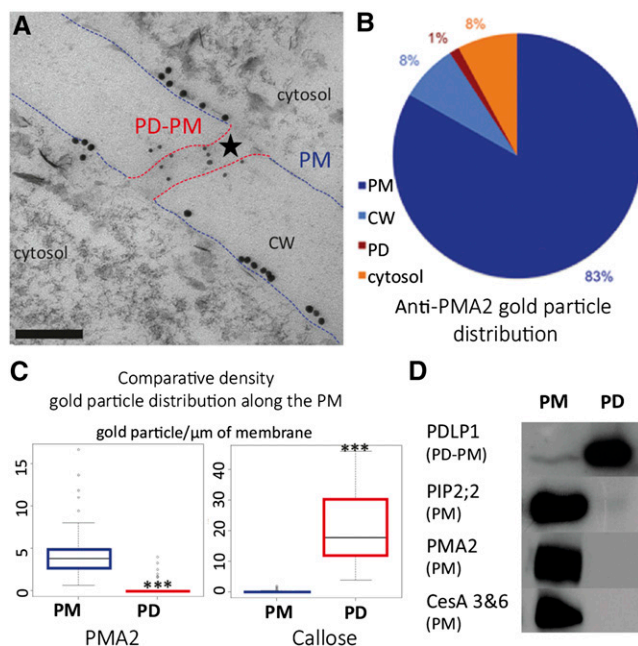 A
cytosol
PD-PM
PM
cytosol
CW
B
8%
1%
8%
PM
CW
PD
cytosol
83%
Anti-PMA2 gold particle
distribution
C
Comparative density
gold particle distribution along the PM
gold particle/µm of membrane
15
10
5
0
***
PM PD
PMA2
40
30
20
10
0
***
PM PD
Callose
D
PM PD
PDLP1
(PD-PM)
PIP2;2
(PM)
PMA2
(PM)
CesA 3&6
(PM)